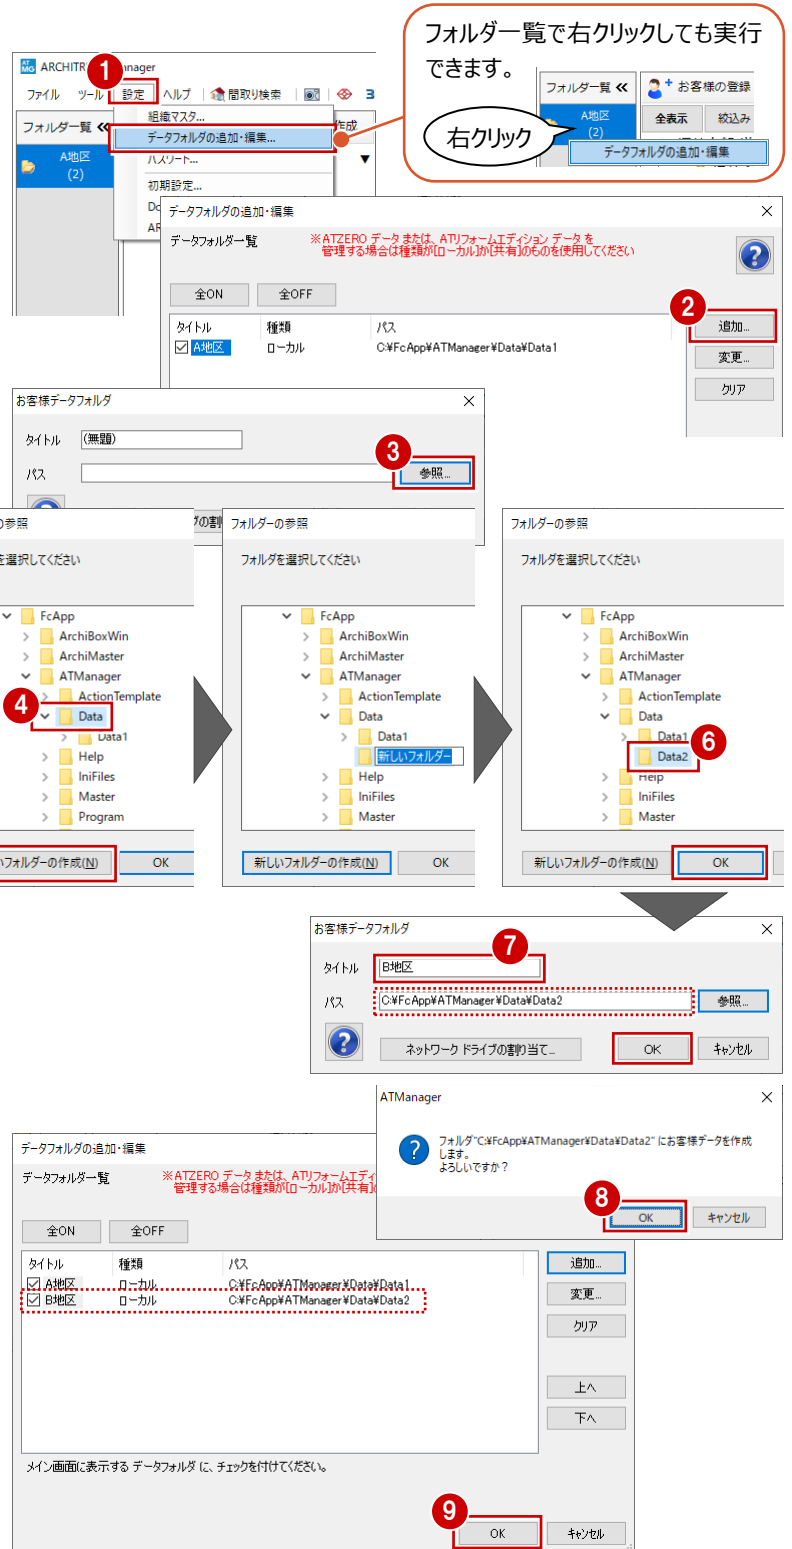 フォルダ一覧で右クリックしても実行
できます。
フォルダ一覧 ≪ お客様の登録
A地区
(2)
全表示 絞込み
右クリック
データフォルダの追加・編集
ARCHITR
nager
1
ファイル ツール 設定 ヘルプ 間取り検索
フォルダ一覧 ≪
作成
A地区
(2)
組織マスタ...
データフォルダの追加・編集...
パスワード...
初期設定...
データフォルダの追加・編集
データフォルダ一覧
※ATZERO データ または、ATリフォームエディション データ を
管理する場合は種類が[ローカル]か[共有]のものを使用してください
全ON 全OFF
2
タイトル 種類 パス
追加...
A地区 ローカル C:¥FcApp¥ATManager¥Data¥Data1
変更...
クリア
お客様データフォルダ
タイトル (無題)
3
パス 参照...
の参照
を選択してください
FcApp
ArchiBoxWin
ArchiMaster
ATManager
ActionTemplate
4
Data
Data1
Help
IniFiles
Master
Program
いフォルダーの作成(N) OK
フォルダーの参照
フォルダを選択してください
FcApp
ArchiBoxWin
ArchiMaster
ATManager
ActionTemplate
Data
Data1
新しいフォルダー
Help
IniFiles
Master
新しいフォルダーの作成(N) OK
フォルダーの参照
フォルダを選択してください
FcApp
ArchiBoxWin
ArchiMaster
ATManager
ActionTemplate
Data
Data1
6
Data2
Help
IniFiles
Master
新しいフォルダーの作成(N) OK
お客様データフォルダ
7
タイトル B地区
パス C:¥FcApp¥ATManager¥Data¥Data2 参照...
ネットワーク ドライブの割り当て... OK キャンセル
ATManager
フォルダ"C:¥FcApp¥ATManager¥Data¥Data2" にお客様データを作成
します。
よろしいですか？
8
OK キャンセル
データフォルダの追加・編集
データフォルダ一覧
※ATZERO データ または、ATリフォームエディ
管理する場合は種類が[ローカル]か[共有]
全ON 全OFF
タイトル 種類 パス
追加...
A地区 ローカル C:¥FcApp¥ATManager¥Data¥Data1
B地区 ローカル C:¥FcApp¥ATManager¥Data¥Data2
変更...
クリア
上へ
下へ
メイン画面に表示する データフォルダ に、チェックを付けてください。
9
OK キャンセル